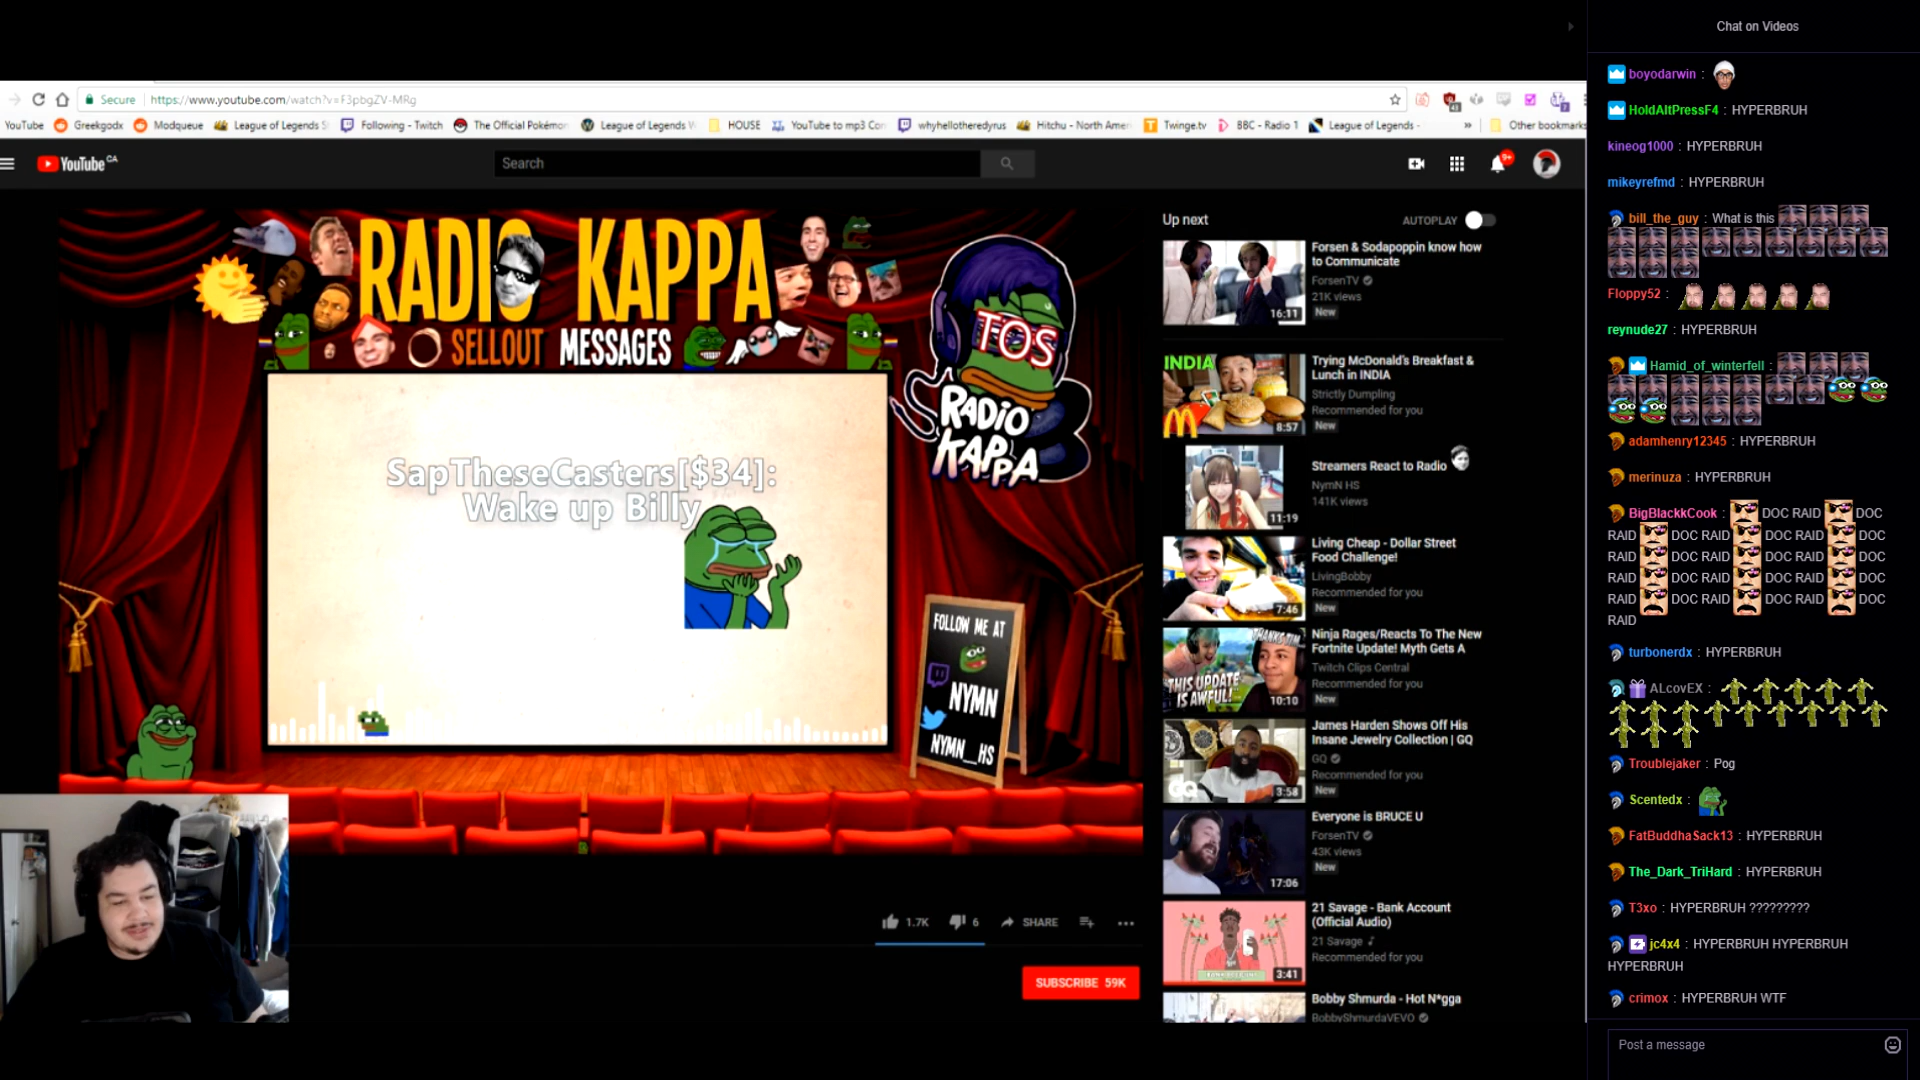 Chat on Videos
Secure
https://www.youtube.com/watch?v=F3pbgZV-MRg
YouTube
Greekgodx
Modqueue
League of Legends S
Following - Twitch
The Official Pokémon
League of Legends W
HOUSE
YouTube to mp3 Con
whyhellotheredyrus
Hitchu - North Amer
Twinge.tv
BBC - Radio 1
League of Legends -
»
Other bookmarks
YouTube CA
Search
9+
RADIO KAPPA
SELLOUT MESSAGES
TOS
RADIO
KAPPA
SapTheseCasters[$34]:
Wake up Billy
FOLLOW ME AT
NYMN
NYMN__HS
1.7K
6
SHARE
SUBSCRIBE 59K
Up next
AUTOPLAY
16:11
Forsen & Sodapoppin know how
to Communicate
ForsenTV
21K views
New
INDIA
8:57
Trying McDonald's Breakfast &
Lunch in INDIA
Strictly Dumpling
Recommended for you
New
11:19
Streamers React to Radio
NymN HS
141K views
7:46
Living Cheap - Dollar Street
Food Challenge!
LivingBobby
Recommended for you
New
THANKS TIM
THIS UPDATE
IS AWFUL!
10:10
Ninja Rages/Reacts To The New
Fortnite Update! Myth Gets A
Twitch Clips Central
Recommended for you
New
GQ
3:58
James Harden Shows Off His
Insane Jewelry Collection | GQ
GQ
Recommended for you
New
17:06
Everyone is BRUCE U
ForsenTV
43K views
New
3:41
21 Savage - Bank Account
(Official Audio)
21 Savage
Recommended for you
Bobby Shmurda - Hot N*gga
BobbyShmurdaVEVO
boyodarwin :
HoldAltPressF4 : HYPERBRUH
kineog1000 : HYPERBRUH
mikeyrefmd : HYPERBRUH
bill_the_guy : What is this
Floppy52 :
reynude27 : HYPERBRUH
Hamid_of_winterfell :
adamhenry12345 : HYPERBRUH
merinuza : HYPERBRUH
BigBlackkCook : DOC RAID DOC
RAID DOC RAID DOC RAID DOC
RAID DOC RAID DOC RAID DOC
RAID DOC RAID DOC RAID DOC
RAID DOC RAID DOC RAID DOC
RAID
turbonerdx : HYPERBRUH
ALcovEX :
Troublejaker : Pog
Scentedx :
FatBuddhaSack13 : HYPERBRUH
The_Dark_TriHard : HYPERBRUH
T3xo : HYPERBRUH ?????????
jc4x4 : HYPERBRUH HYPERBRUH
HYPERBRUH
crimox : HYPERBRUH WTF
Post a message